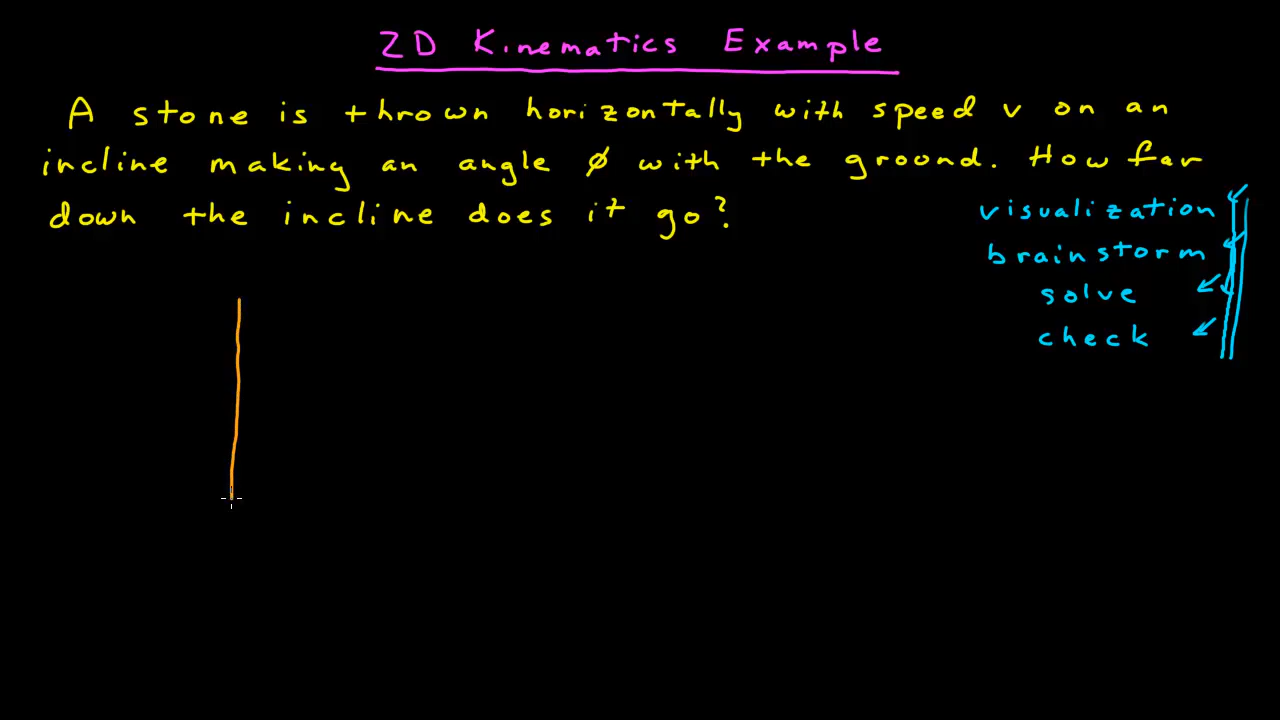 2D Kinematics Example
A stone is thrown horizontally with speed v on an
incline making an angle ϕ with the ground. How far
down the incline does it go?
visualization
brainstorm
solve
check